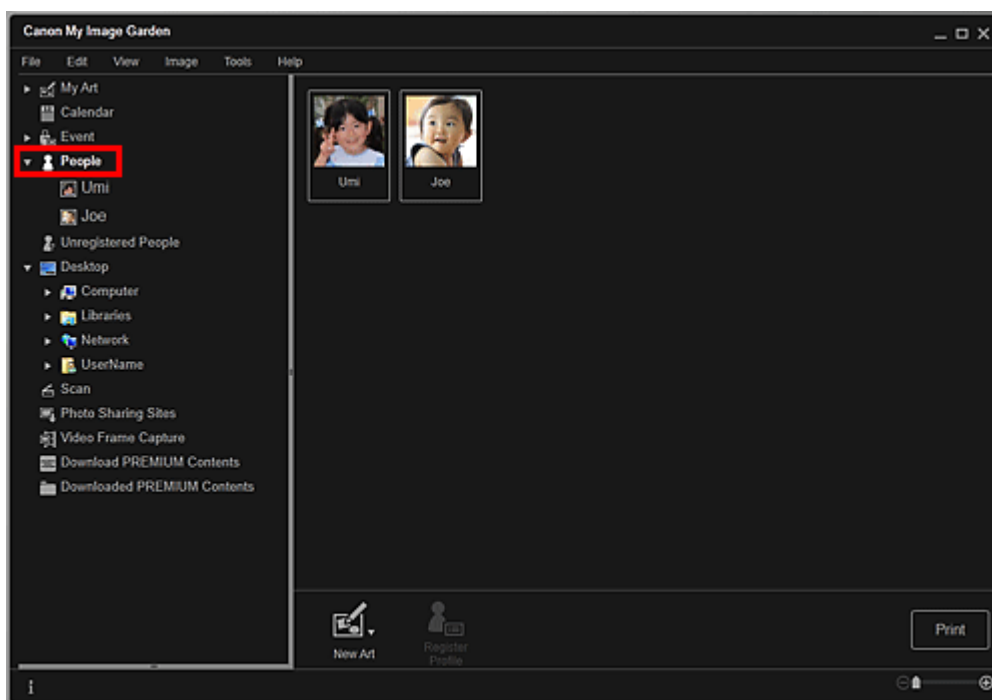 Canon My Image Garden
File Edit View Image Tools Help
My Art
Calendar
Event
People
Umi
Joe
Unregistered People
Desktop
Computer
Libraries
Network
UserName
Scan
Photo Sharing Sites
Video Frame Capture
Download PREMIUM Contents
Downloaded PREMIUM Contents
Umi Joe
New Art
Register
Profile
Print